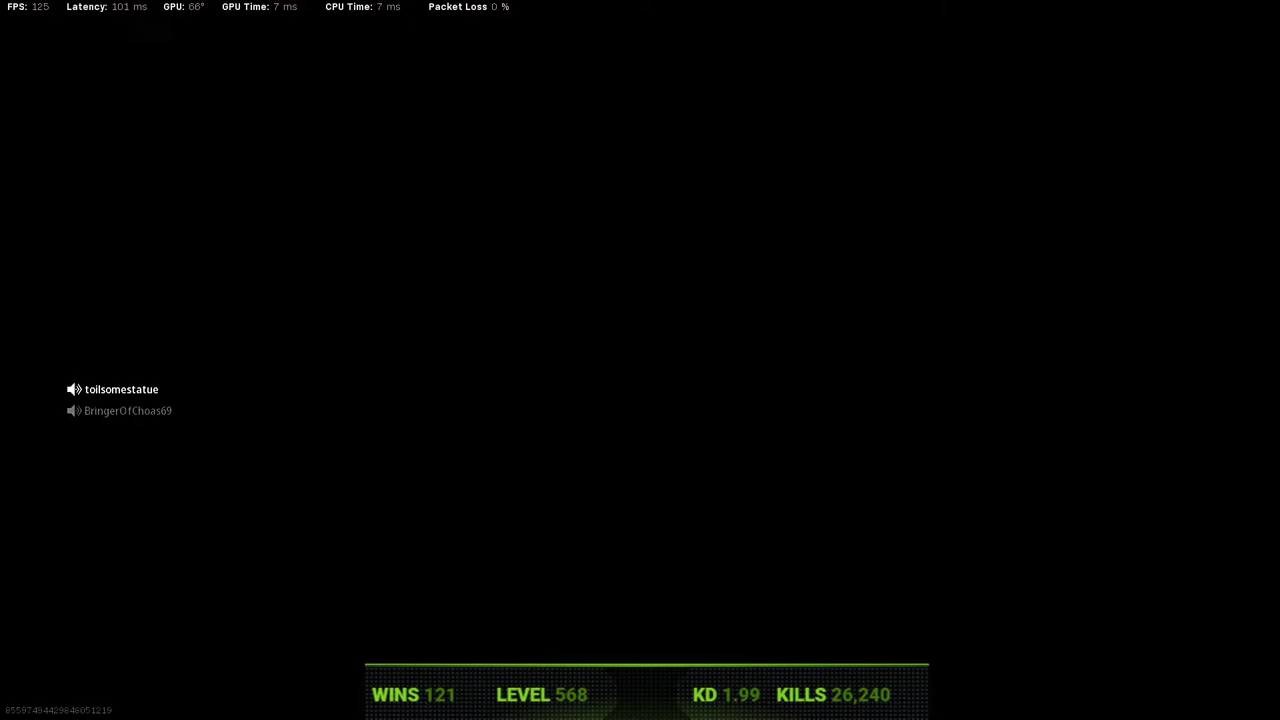 FPS: 125 Latency: 101 ms GPU: 66° GPU Time: 7 ms CPU Time: 7 ms Packet Loss 0 %
toilsomestatue
BringerOfChoas69
WINS 121 LEVEL 568 KD 1.99 KILLS 26,240